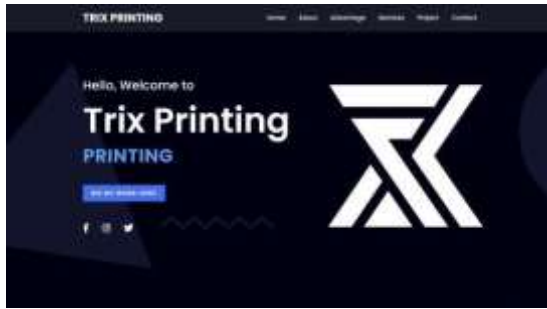 TRIX PRINTING
Home About Advantage Services Project Contact
Hello, Welcome to
Trix Printing
PRINTING